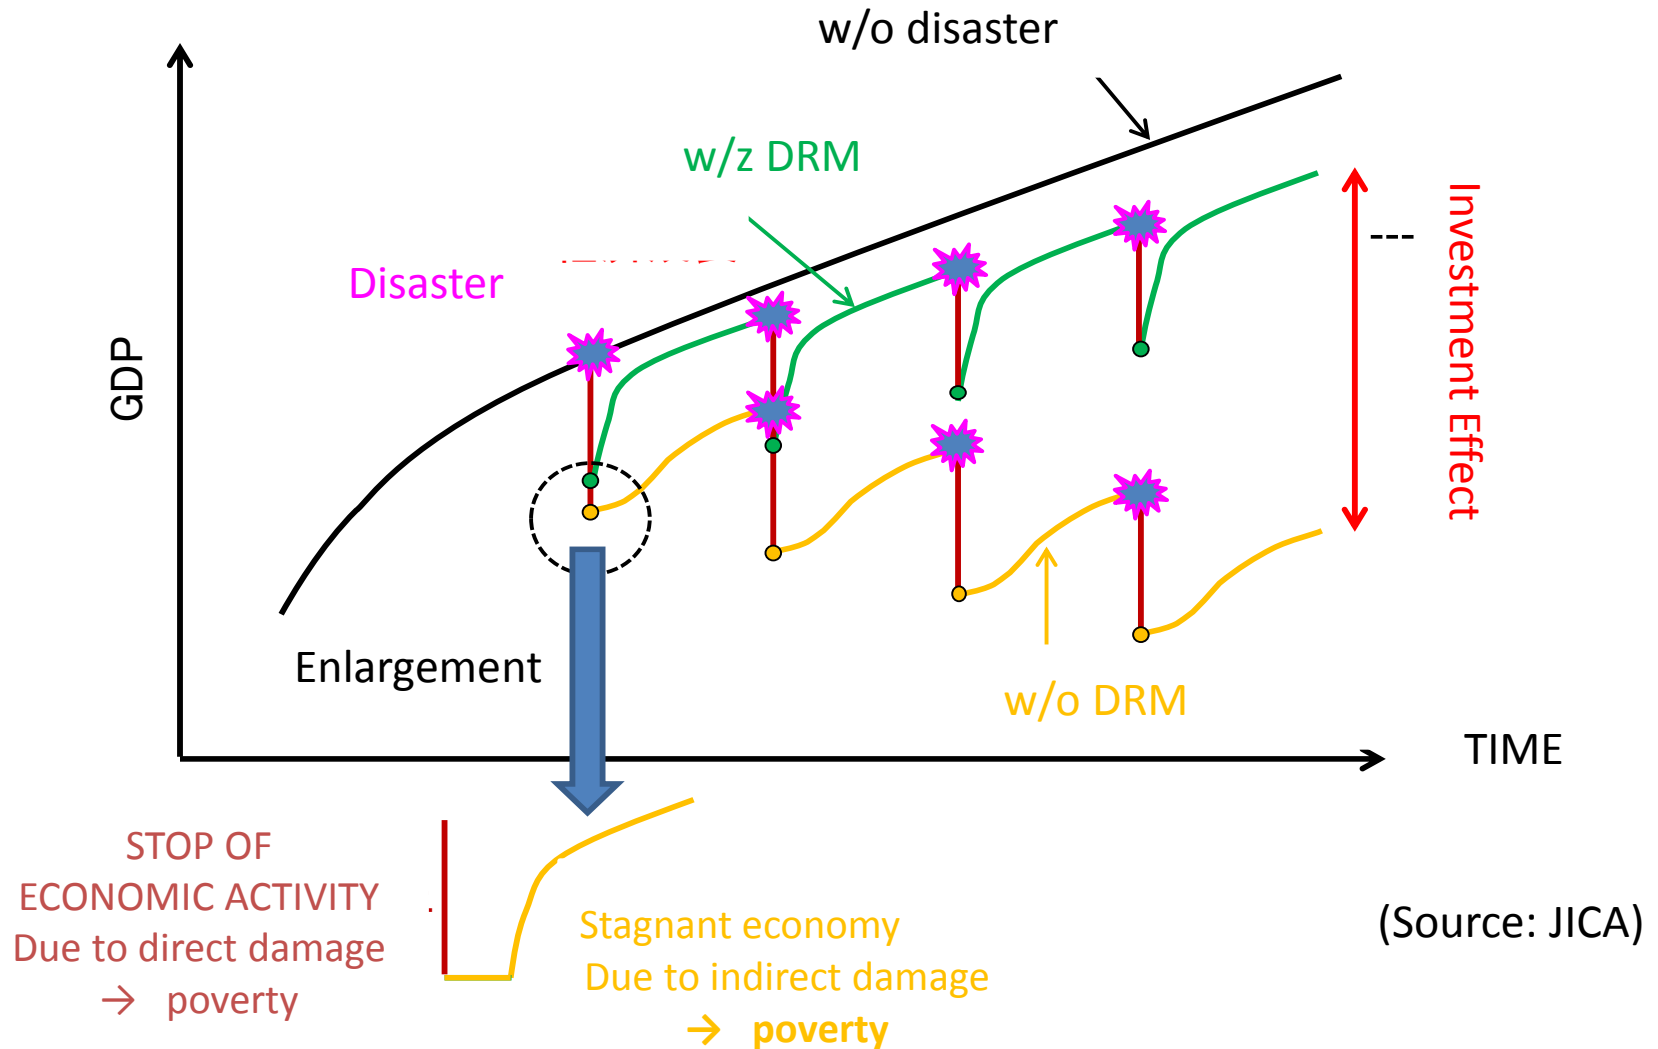 w/o disaster
w/z DRM
Disaster
Investment Effect
GDP
Enlargement
w/o DRM
TIME
STOP OF
ECONOMIC ACTIVITY
Due to direct damage
→ poverty
Stagnant economy
Due to indirect damage
→ poverty
(Source: JICA)